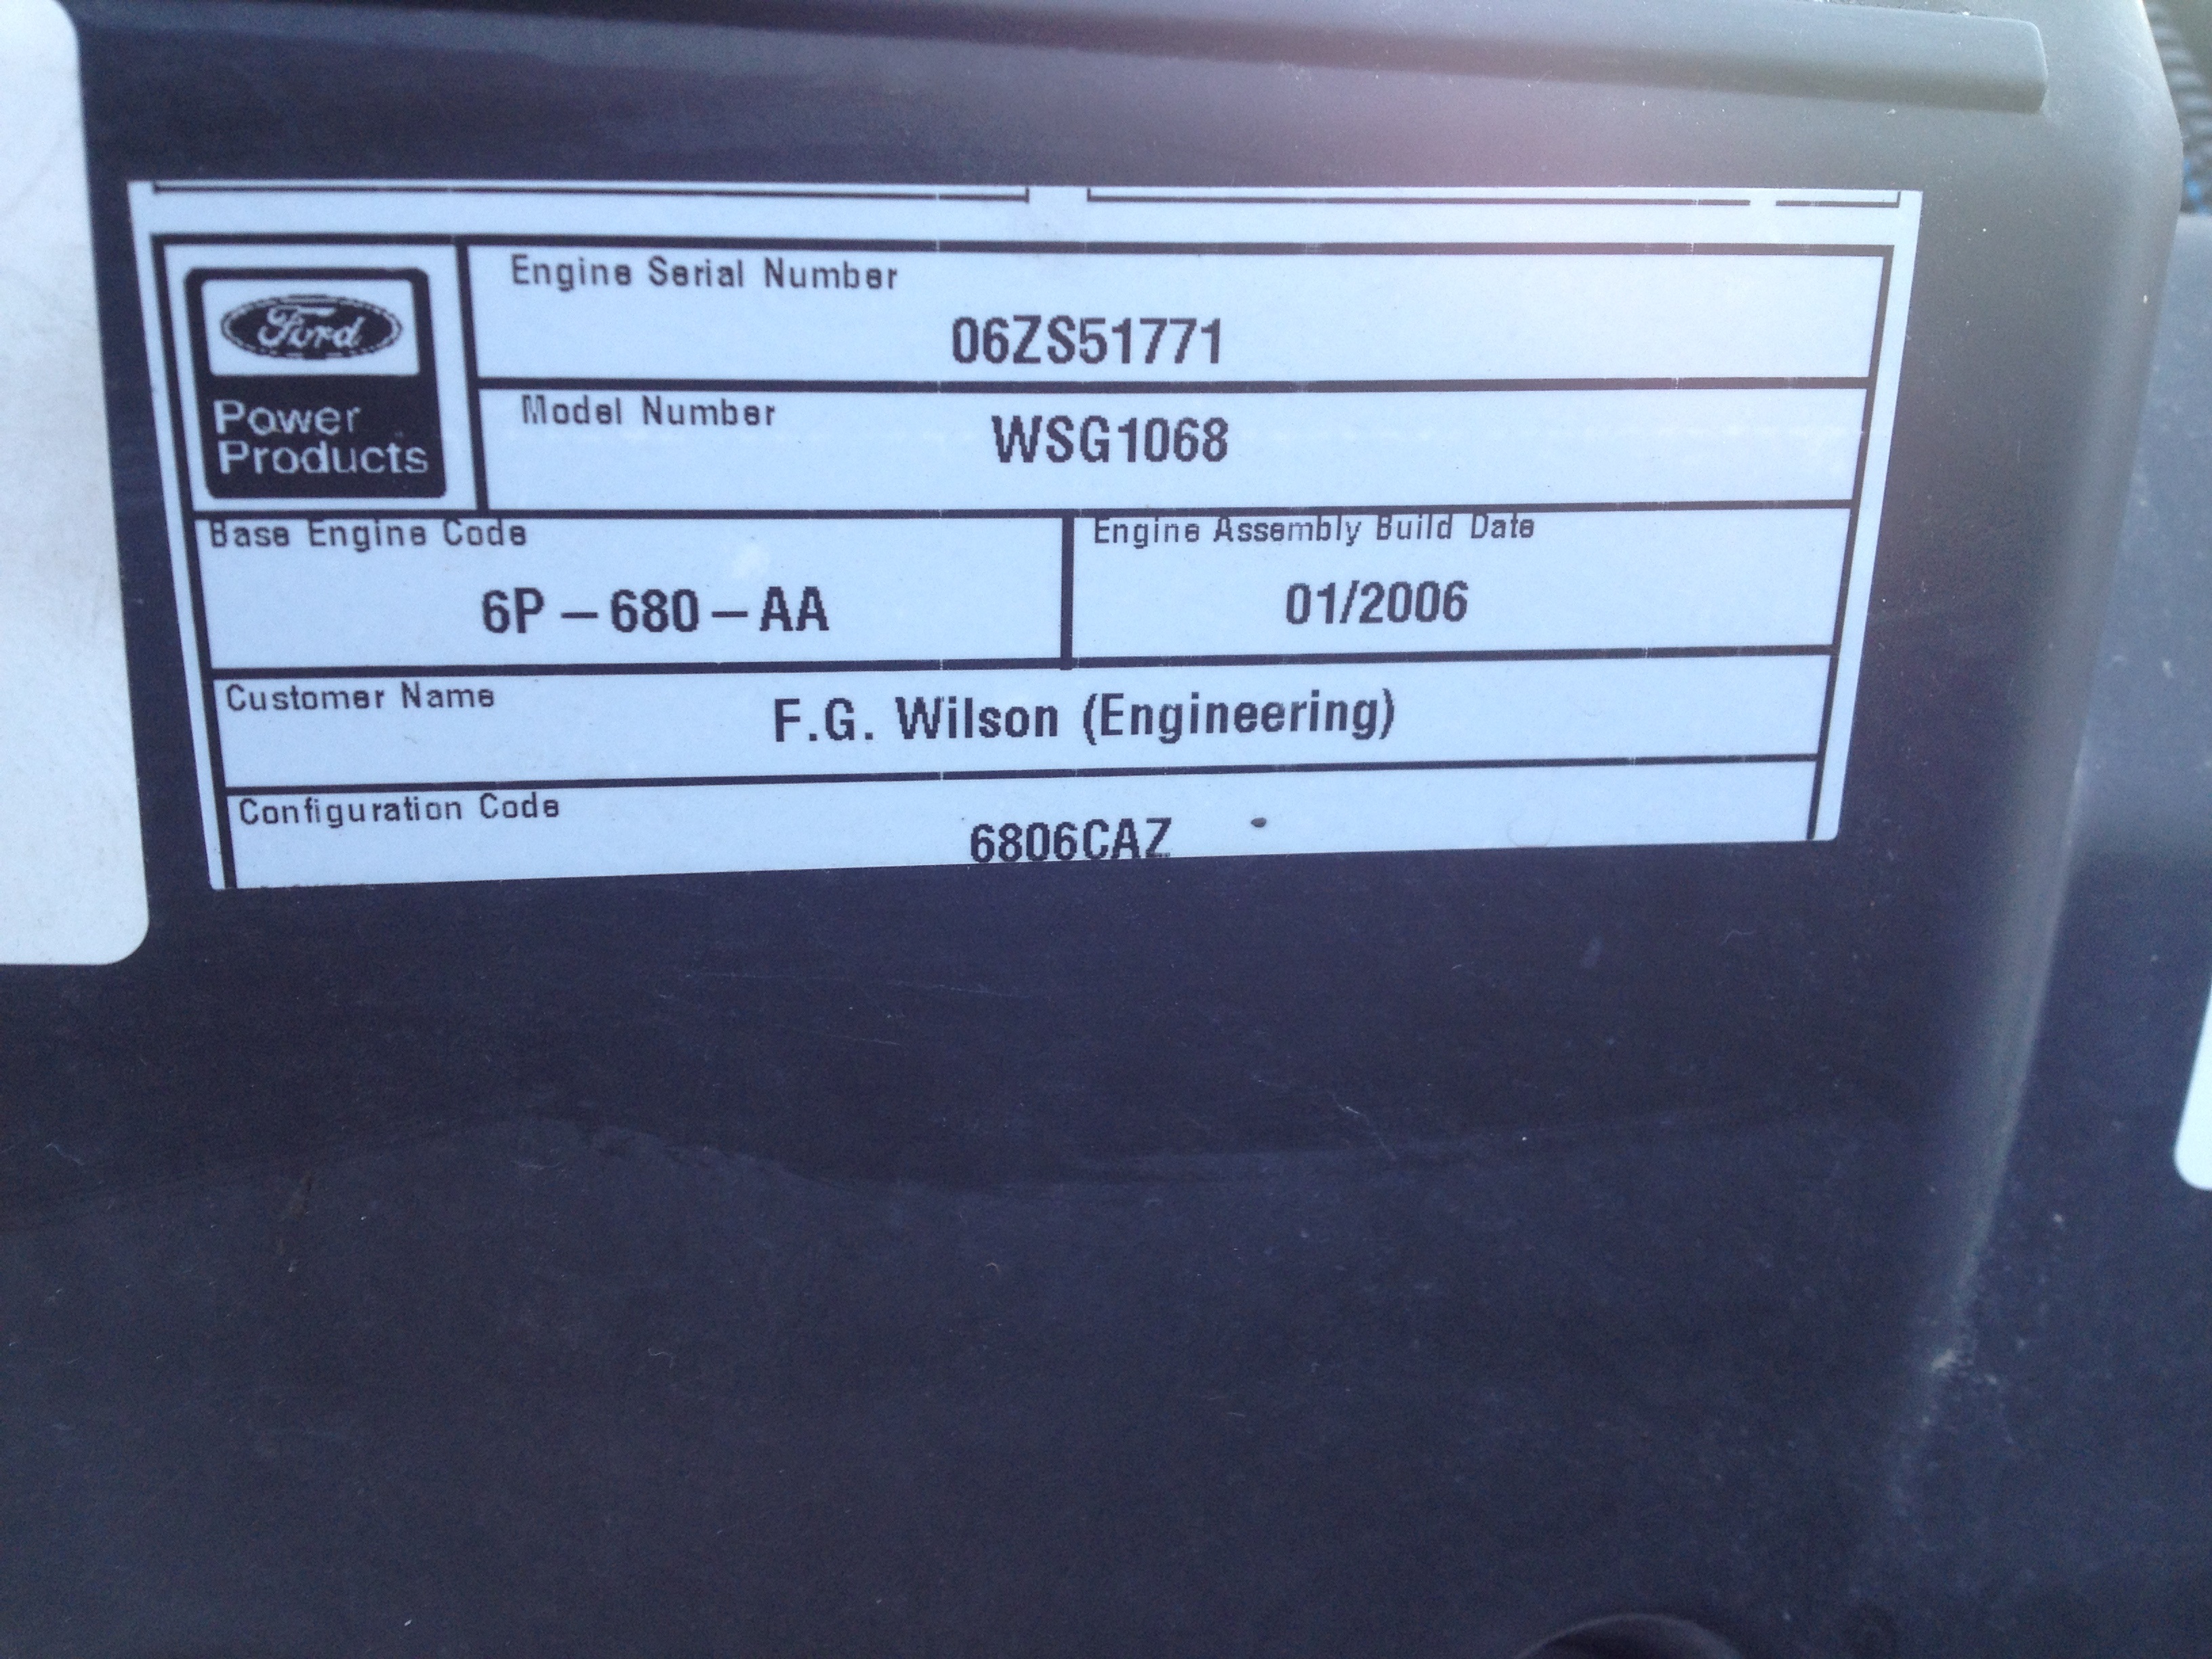 Ford
Power
Products
Engine Serial Number
06ZS51771
Model Number
WSG1068
Base Engine Code
6P – 680 – AA
Engine Assembly Build Date
01/2006
Customer Name
F.G. Wilson (Engineering)
Configuration Code
6806CAZ